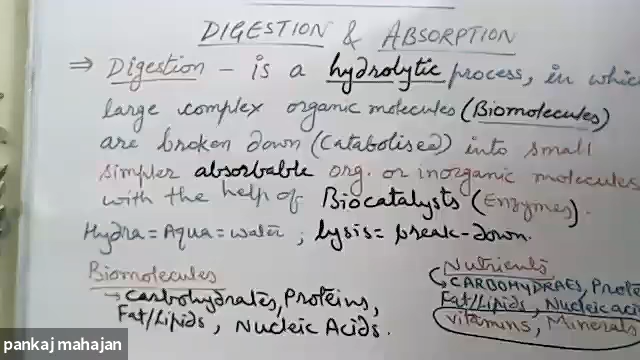 DIGESTION & ABSORPTION
⇒ Digestion - is a hydrolytic process, in which
large complex organic molecules (Biomolecules)
are broken down (Catabolised) into small
simpler absorbable org. or inorganic molecules
with the help of Biocatalysts (Enzymes).
Hydra = Aqua = water ; lysis = break-down.
Biomolecules
→ Carbohydrates, Proteins,
Fat/Lipids, Nucleic Acids.
Nutrients
→ CARBOHYDRAES, Prote
Fat/Lipids, Nucleic aci
vitamins, Minerals
pankaj mahajan